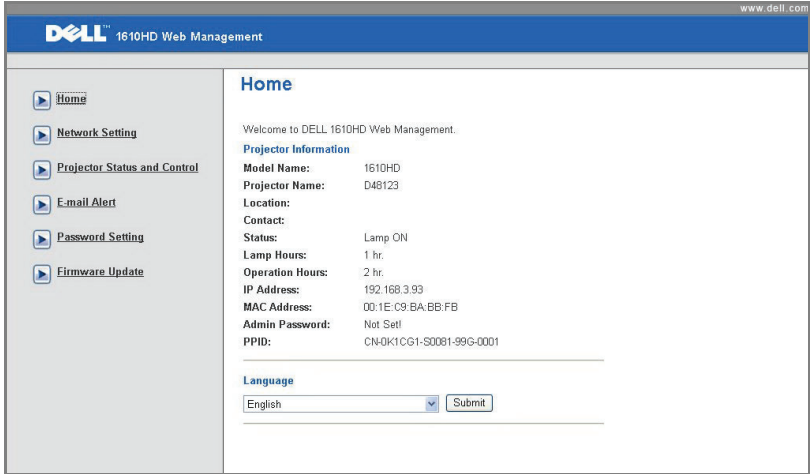 www.dell.com
DELL™ 1610HD Web Management
Home
Network Setting
Projector Status and Control
E-mail Alert
Password Setting
Firmware Update
Home
Welcome to DELL 1610HD Web Management.
Projector Information
Model Name: 1610HD
Projector Name: D48123
Location:
Contact:
Status: Lamp ON
Lamp Hours: 1 hr.
Operation Hours: 2 hr.
IP Address: 192.168.3.93
MAC Address: 00:1E:C9:BA:BB:FB
Admin Password: Not Set!
PPID: CN-0K1CG1-S0081-99G-0001
Language
English Submit